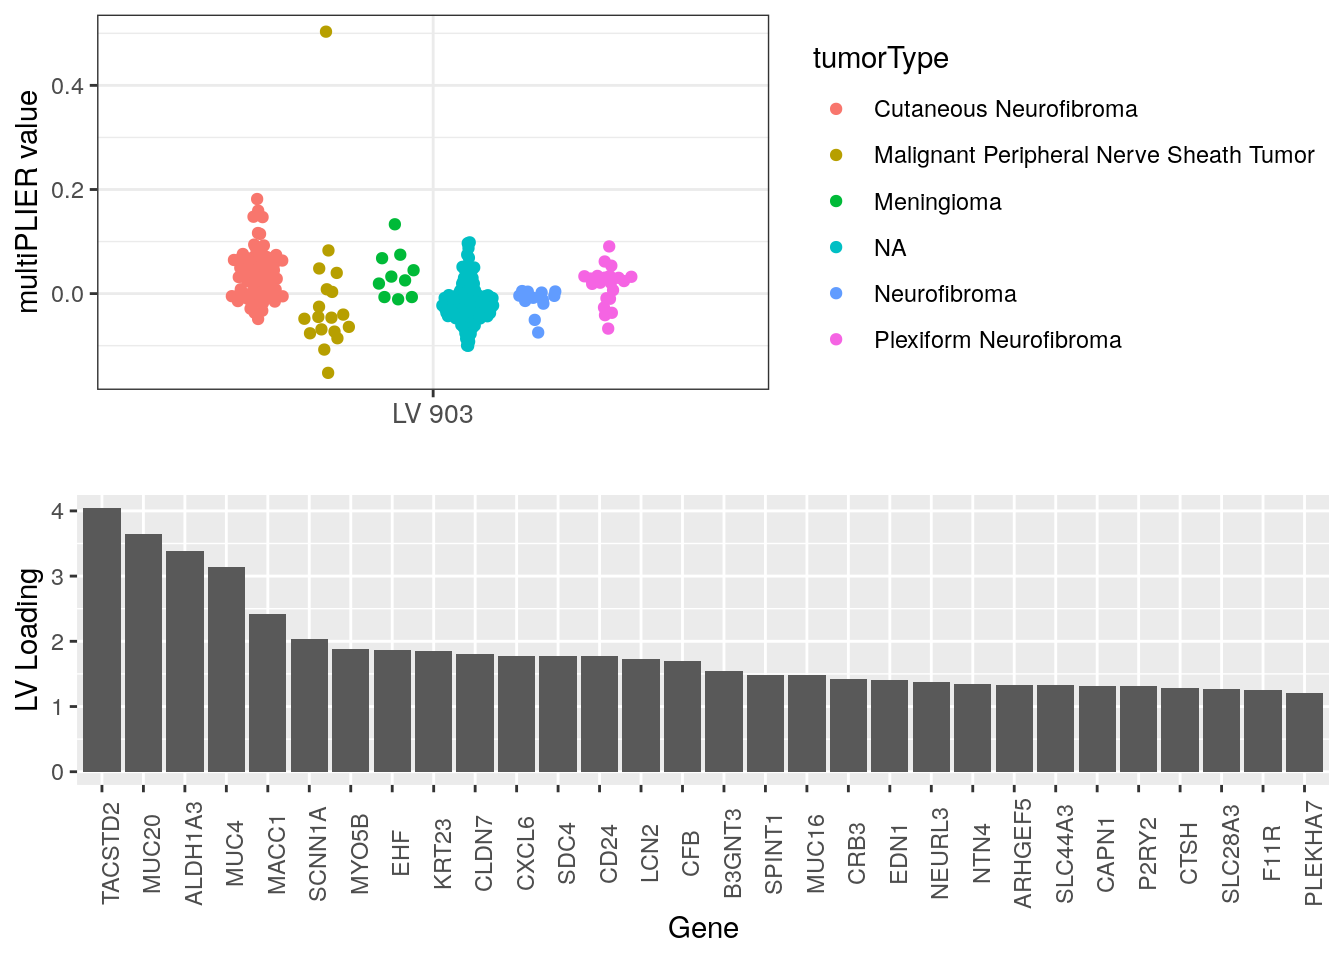 multiPLIER value
0.4
0.2
0.0
LV 903
tumorType
Cutaneous Neurofibroma
Malignant Peripheral Nerve Sheath Tumor
Meningioma
NA
Neurofibroma
Plexiform Neurofibroma
LV Loading
4
3
2
1
0
TACSTD2
MUC20
ALDH1A3
MUC4
MACC1
SCNN1A
MYO5B
EHF
KRT23
CLDN7
CXCL6
SDC4
CD24
LCN2
CFB
B3GNT3
SPINT1
MUC16
CRB3
EDN1
NEURL3
NTN4
ARHGEF5
SLC44A3
CAPN1
P2RY2
CTSH
SLC28A3
F11R
PLEKHA7
Gene